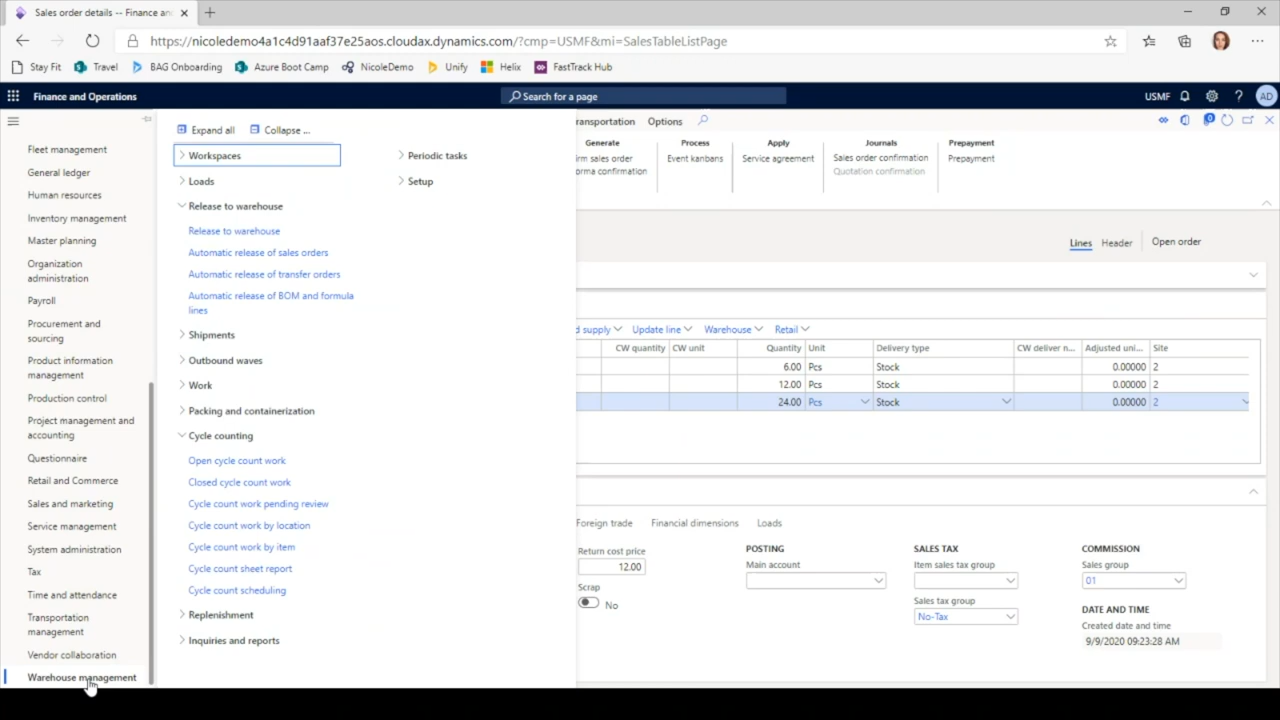 Sales order details -- Finance an
https://nicoledemo4a1c4d91aaf37e25aos.cloudax.dynamics.com/?cmp=USMF&mi=SalesTableListPage
Stay Fit Travel BAG Onboarding Azure Boot Camp NicoleDemo Unify Helix FastTrack Hub
Finance and Operations
Search for a page
USMF
AD
Fleet management
General ledger
Human resources
Inventory management
Master planning
Organization
administration
Payroll
Procurement and
sourcing
Product information
management
Production control
Project management and
accounting
Questionnaire
Retail and Commerce
Sales and marketing
Service management
System administration
Tax
Time and attendance
Transportation
management
Vendor collaboration
Warehouse management
Expand all Collapse ...
Workspaces
Loads
Release to warehouse
Release to warehouse
Automatic release of sales orders
Automatic release of transfer orders
Automatic release of BOM and formula
lines
Shipments
Outbound waves
Work
Packing and containerization
Cycle counting
Open cycle count work
Closed cycle count work
Cycle count work pending review
Cycle count work by location
Cycle count work by item
Cycle count sheet report
Cycle count scheduling
Replenishment
Inquiries and reports
Periodic tasks
Setup
ransportation Options
0
Generate Process Apply Journals Prepayment
irm sales order Event kanbans Service agreement Sales order confirmation Prepayment
orma confirmation Quotation confirmation
Lines Header Open order
d supply Update line Warehouse Retail
CW quantity CW unit Quantity Unit Delivery type CW deliver n... Adjusted uni... Site
6.00 Pcs Stock 0.00000 2
12.00 Pcs Stock 0.00000 2
24.00 Pcs Stock 0.00000 2
Foreign trade Financial dimensions Loads
Return cost price
12.00
Scrap
No
POSTING
Main account
SALES TAX
Item sales tax group
Sales tax group
No-Tax
COMMISSION
Sales group
01
DATE AND TIME
Created date and time
9/9/2020 09:23:28 AM